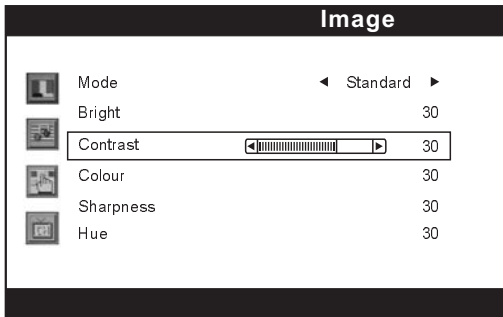 Image
Mode Standard
Bright 30
Contrast 30
Colour 30
Sharpness 30
Hue 30